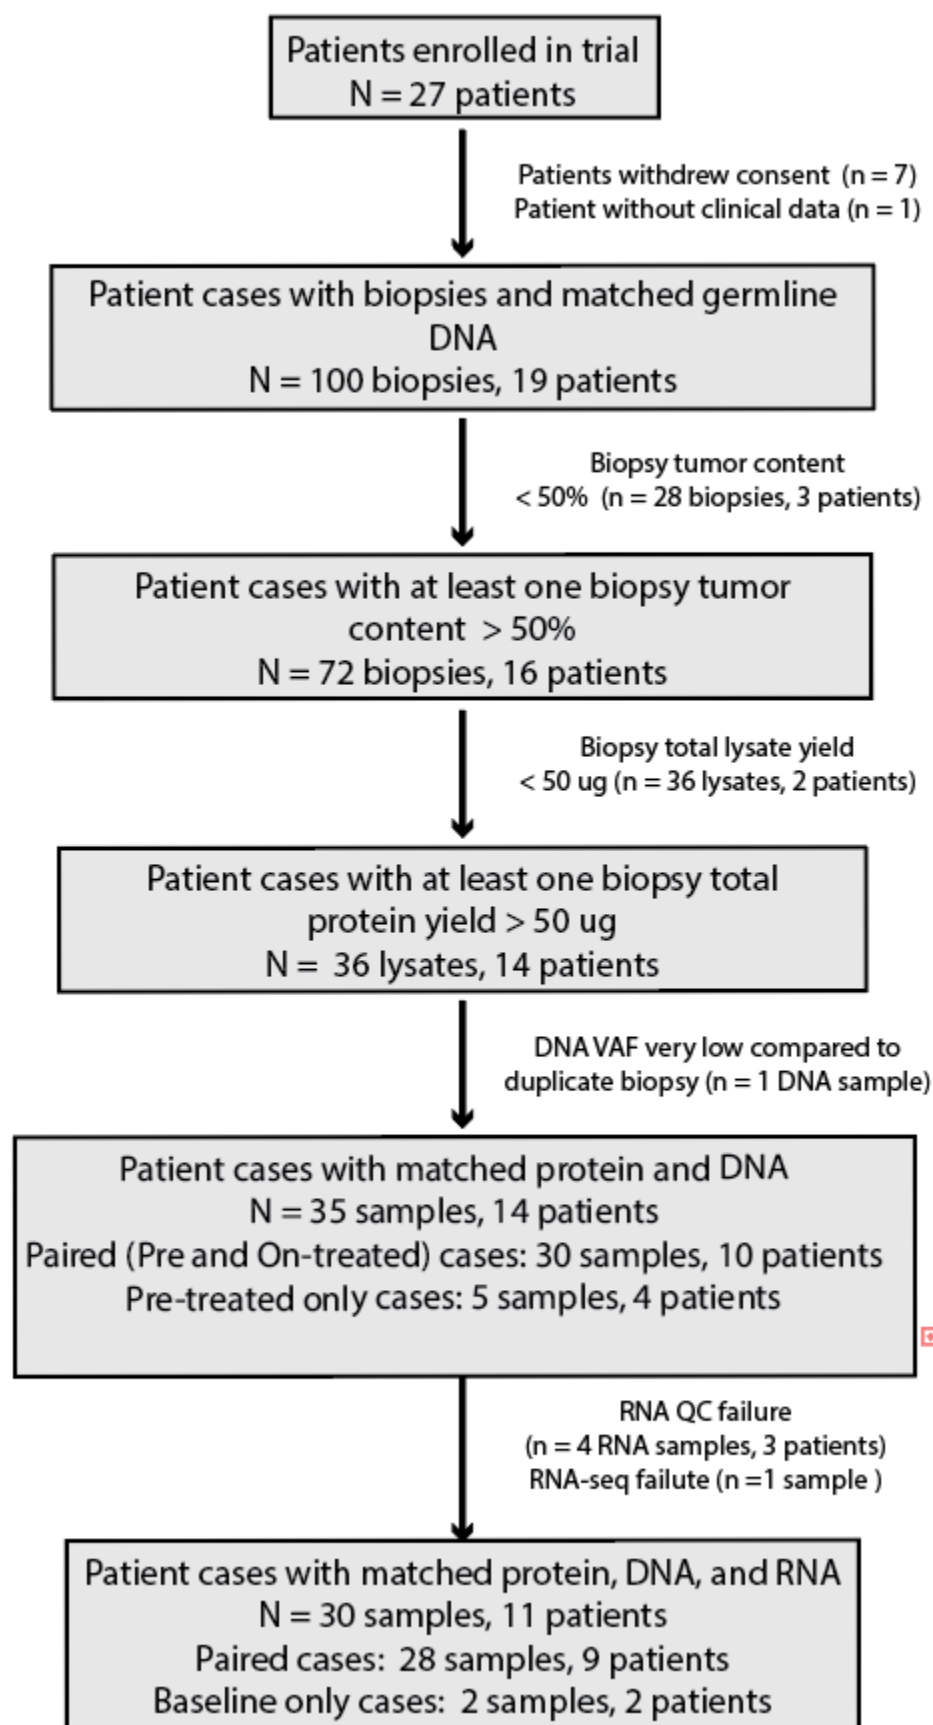 Patients enrolled in trial
N = 27 patients
Patients withdrew consent (n = 7)
Patient without clinical data (n = 1)
Patient cases with biopsies and matched germline
DNA
N = 100 biopsies, 19 patients
Biopsy tumor content
< 50% (n = 28 biopsies, 3 patients)
Patient cases with at least one biopsy tumor
content > 50%
N = 72 biopsies, 16 patients
Biopsy total lysate yield
< 50 ug (n = 36 lysates, 2 patients)
Patient cases with at least one biopsy total
protein yield > 50 ug
N = 36 lysates, 14 patients
DNA VAF very low compared to
duplicate biopsy (n = 1 DNA sample)
Patient cases with matched protein and DNA
N = 35 samples, 14 patients
Paired (Pre and On-treated) cases: 30 samples, 10 patients
Pre-treated only cases: 5 samples, 4 patients
RNA QC failure
(n = 4 RNA samples, 3 patients)
RNA-seq failute (n =1 sample )
Patient cases with matched protein, DNA, and RNA
N = 30 samples, 11 patients
Paired cases: 28 samples, 9 patients
Baseline only cases: 2 samples, 2 patients